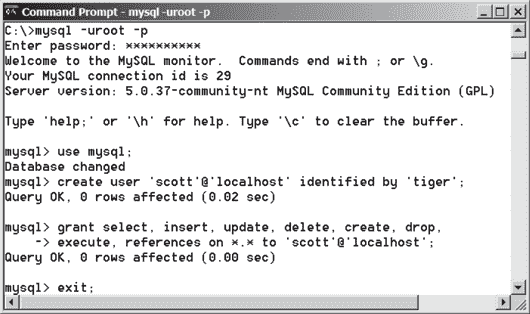 Command Prompt - mysql -uroot -p
C:\>mysql -uroot -p
Enter password: **********
Welcome to the MySQL monitor.  Commands end with ; or \g.
Your MySQL connection id is 29
Server version: 5.0.37-community-nt MySQL Community Edition (GPL)

Type 'help;' or '\h' for help. Type '\c' to clear the buffer.

mysql> use mysql;
Database changed
mysql> create user 'scott'@'localhost' identified by 'tiger';
Query OK, 0 rows affected (0.02 sec)

mysql> grant select, insert, update, delete, create, drop,
    -> execute, references on *.* to 'scott'@'localhost';
Query OK, 0 rows affected (0.00 sec)

mysql> exit;